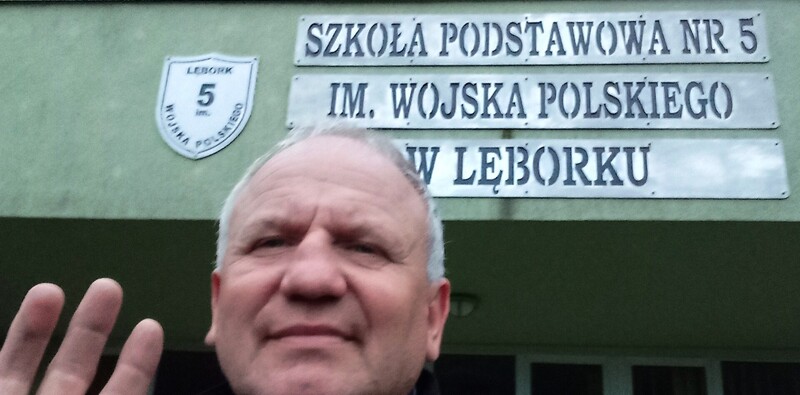 SZKOŁA PODSTAWOWA NR 5
IM. WOJSKA POLSKIEGO
W LĘBORKU
LĘBORK
5
im.
WOJSKA POLSKIEGO